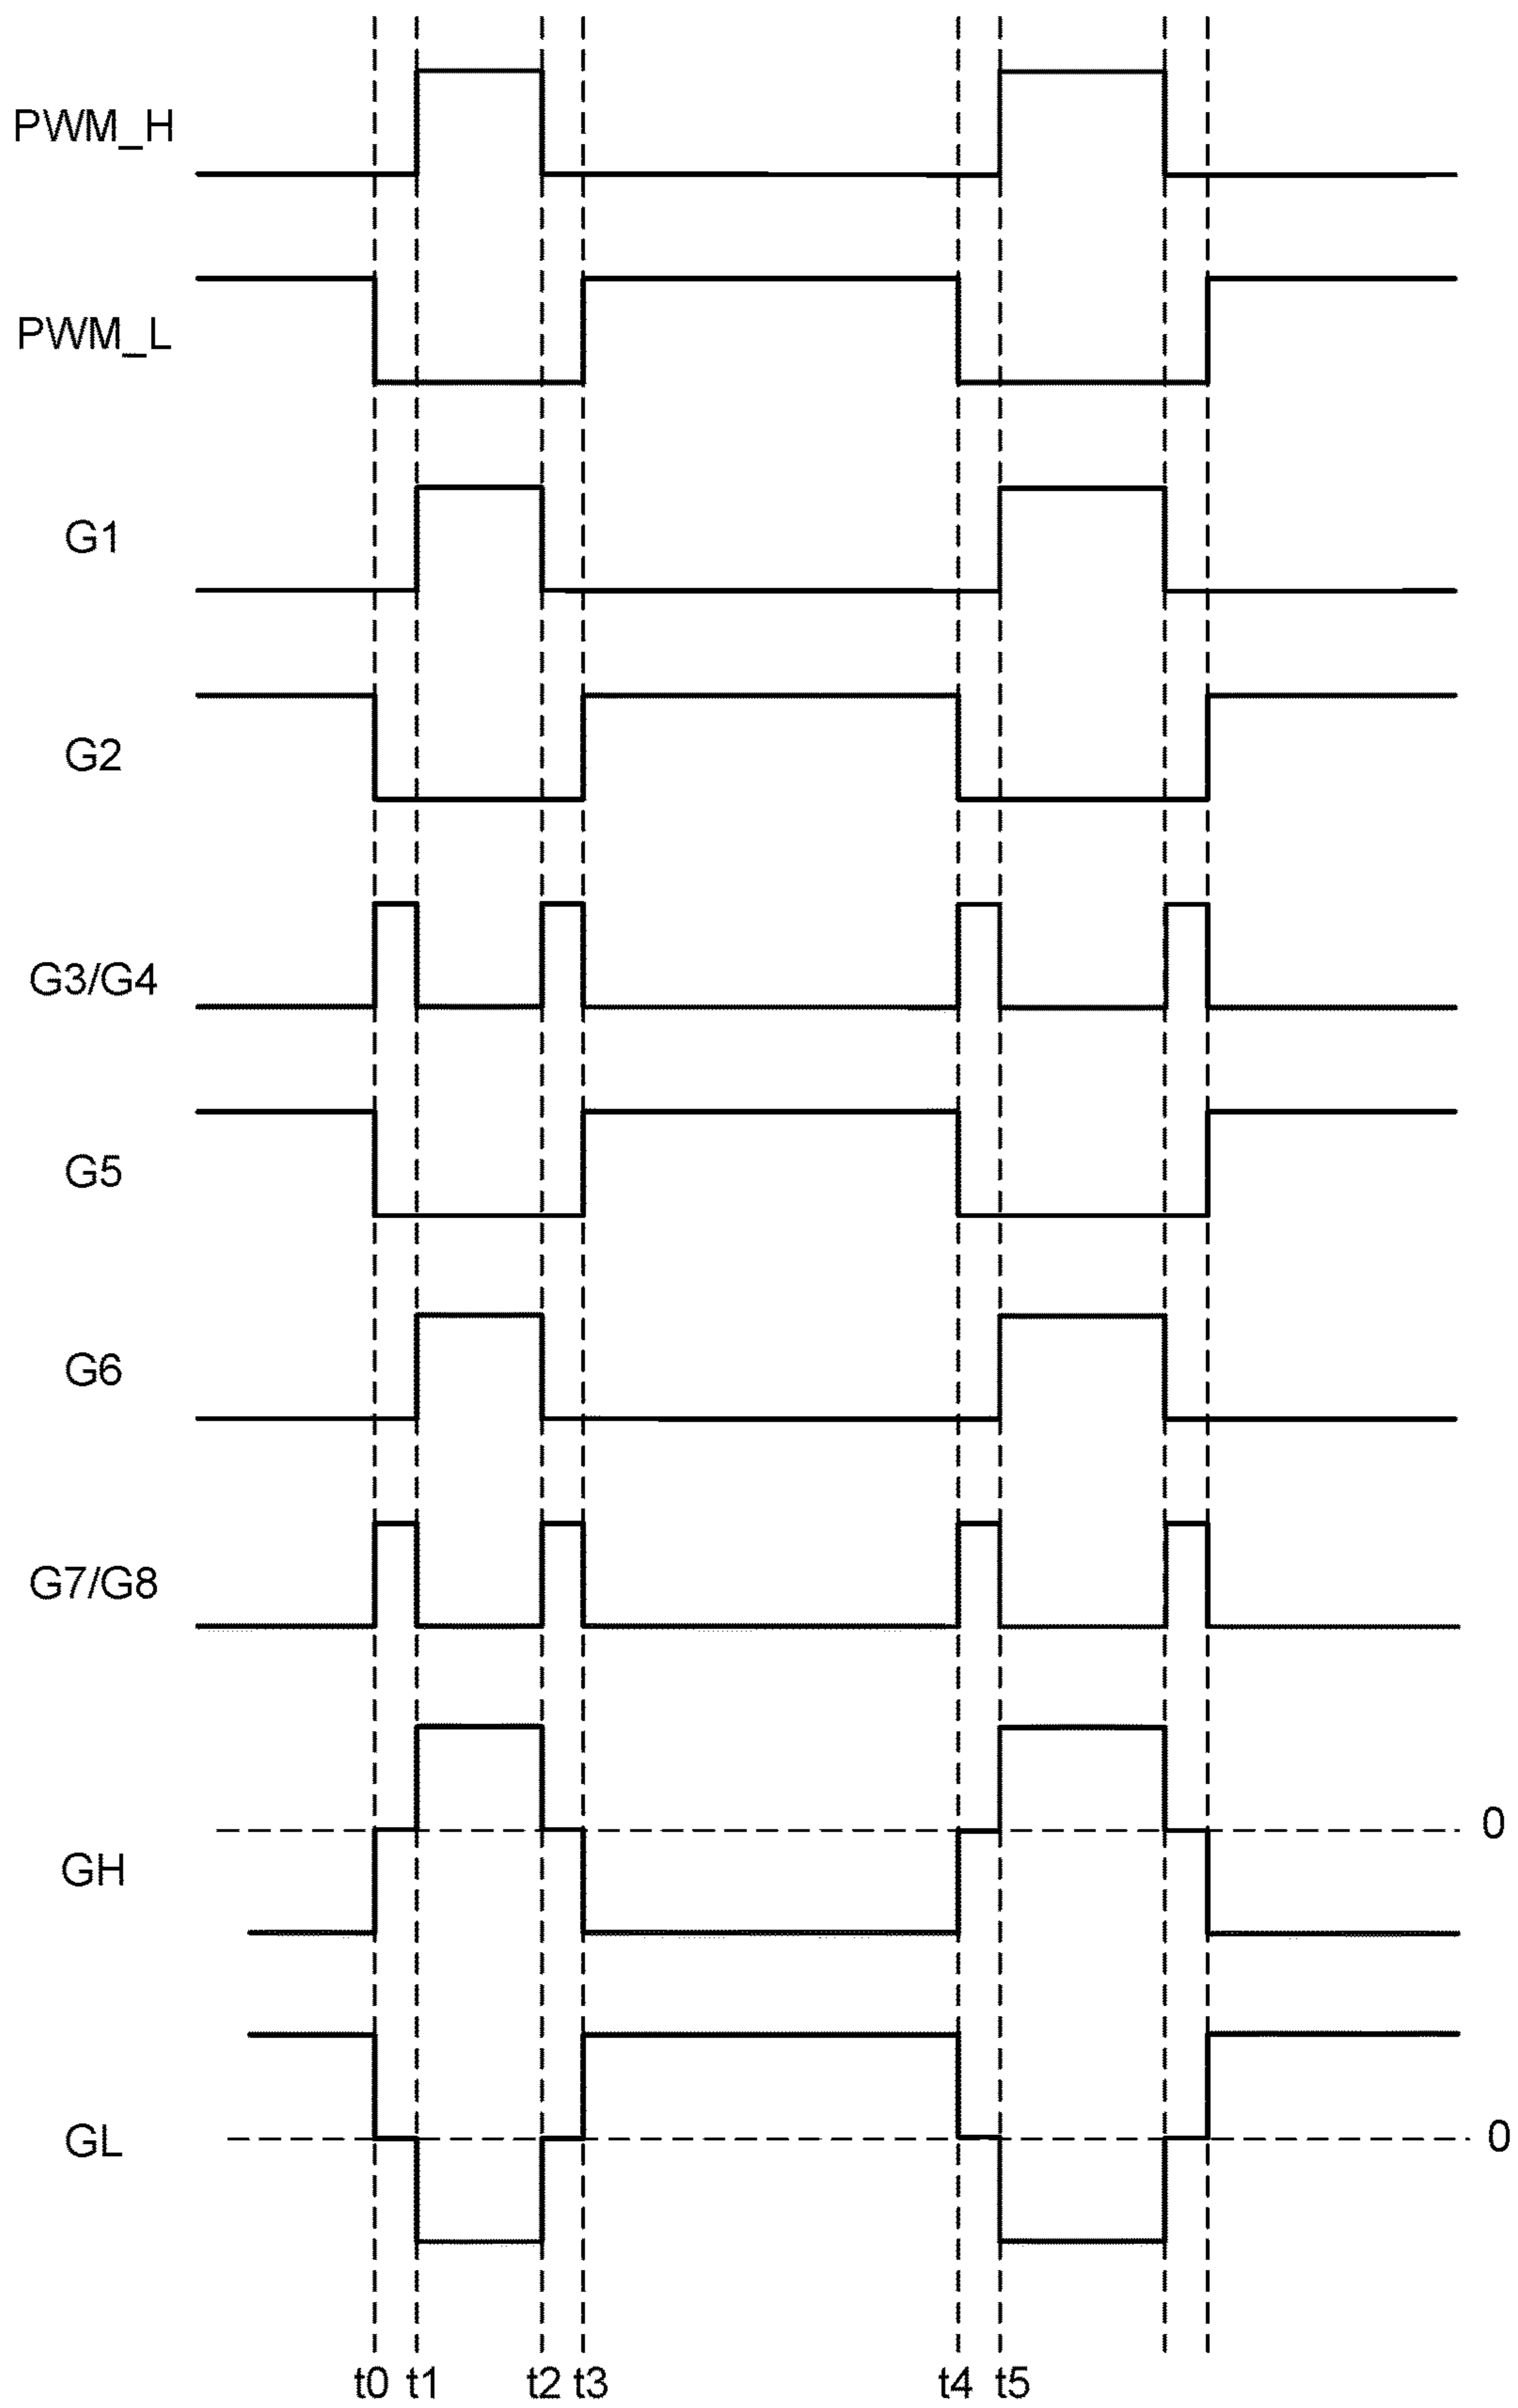 PWM_H
PWM_L
G1
G2
G3/G4
G5
G6
G7/G8
0
GH
GL
0
t0 t1 t2 t3 t4 t5